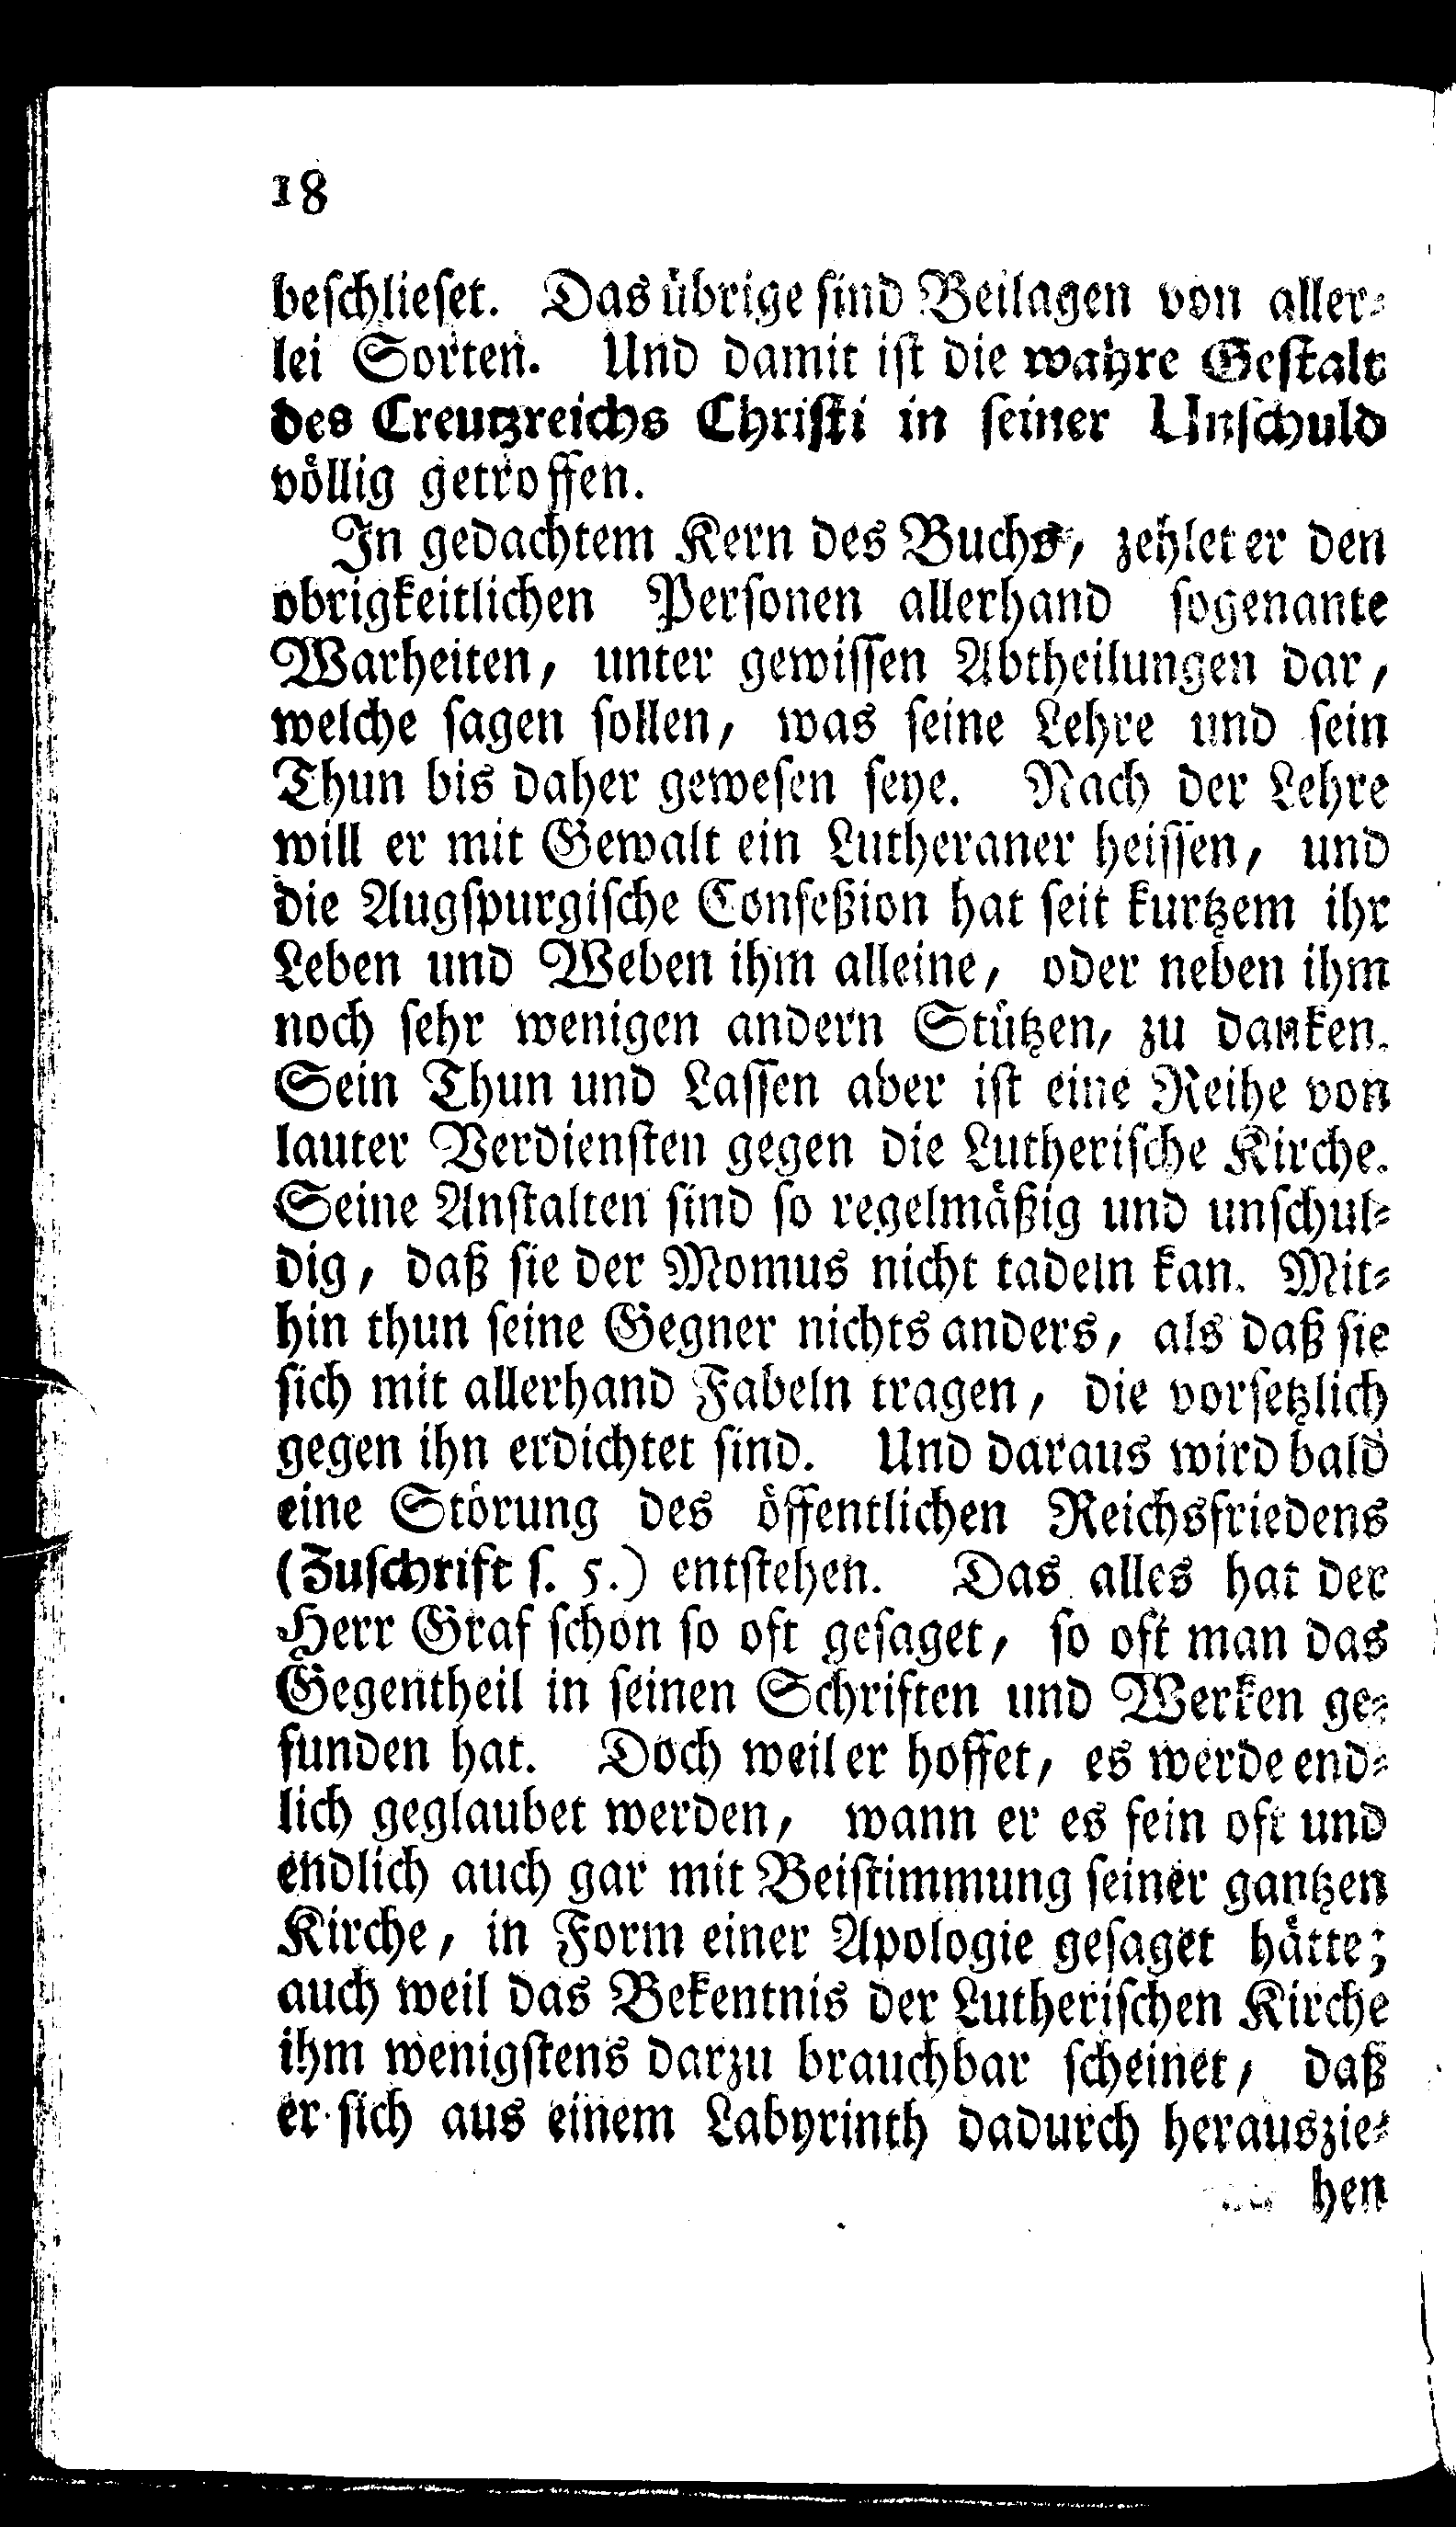 18
beſchlieſet. Das übrige ſind Beilagen von aller⸗
lei Sorten. Und damit iſt die wahre Geſtalt
des Creutzreichs Chriſti in ſeiner Unſchuld
völlig getroffen.
In gedachtem Kern des Buchs, zehlet er den
obrigkeitlichen Perſonen allerhand ſogenante
Warheiten, unter gewiſſen Abtheilungen dar,
welche ſagen ſollen, was ſeine Lehre und ſein
Thun bis daher geweſen ſeye. Nach der Lehre
will er mit Gewalt ein Lutheraner heiſſen, und
die Augſpurgiſche Confeßion hat ſeit kurtzem ihr
Leben und Weben ihm alleine, oder neben ihm
noch ſehr wenigen andern Stützen, zu danken.
Sein Thun und Laſſen aber iſt eine Reihe von
lauter Verdienſten gegen die Lutheriſche Kirche.
Seine Anſtalten ſind ſo regelmäßig und unſchul⸗
dig, daß ſie der Momus nicht tadeln kan. Mit⸗
hin thun ſeine Gegner nichts anders, als daß ſie
ſich mit allerhand Fabeln tragen, die vorſetzlich
gegen ihn erdichtet ſind. Und daraus wird bald
eine Störung des öffentlichen Reichsfriedens
(Zuſchrift ſ. 5.) entſtehen. Das alles hat der
Herr Graf ſchon ſo oft geſaget, ſo oft man das
Gegentheil in ſeinen Schriften und Werken ge⸗
funden hat. Doch weil er hoffet, es werde end⸗
lich geglaubet werden, wann er es fein oft und
endlich auch gar mit Beiſtimmung ſeiner gantzen
Kirche, in Form einer Apologie geſaget hätte;
auch weil das Bekentnis der Lutheriſchen Kirche
ihm wenigſtens darzu brauchbar ſcheinet, daß
er ſich aus einem Labyrinth dadurch herauszie⸗
hen